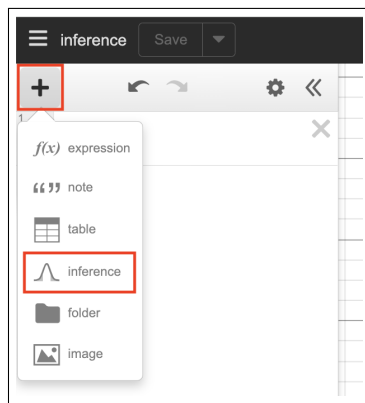 inference Save
1
f(x) expression
“ ” note
table
inference
folder
image